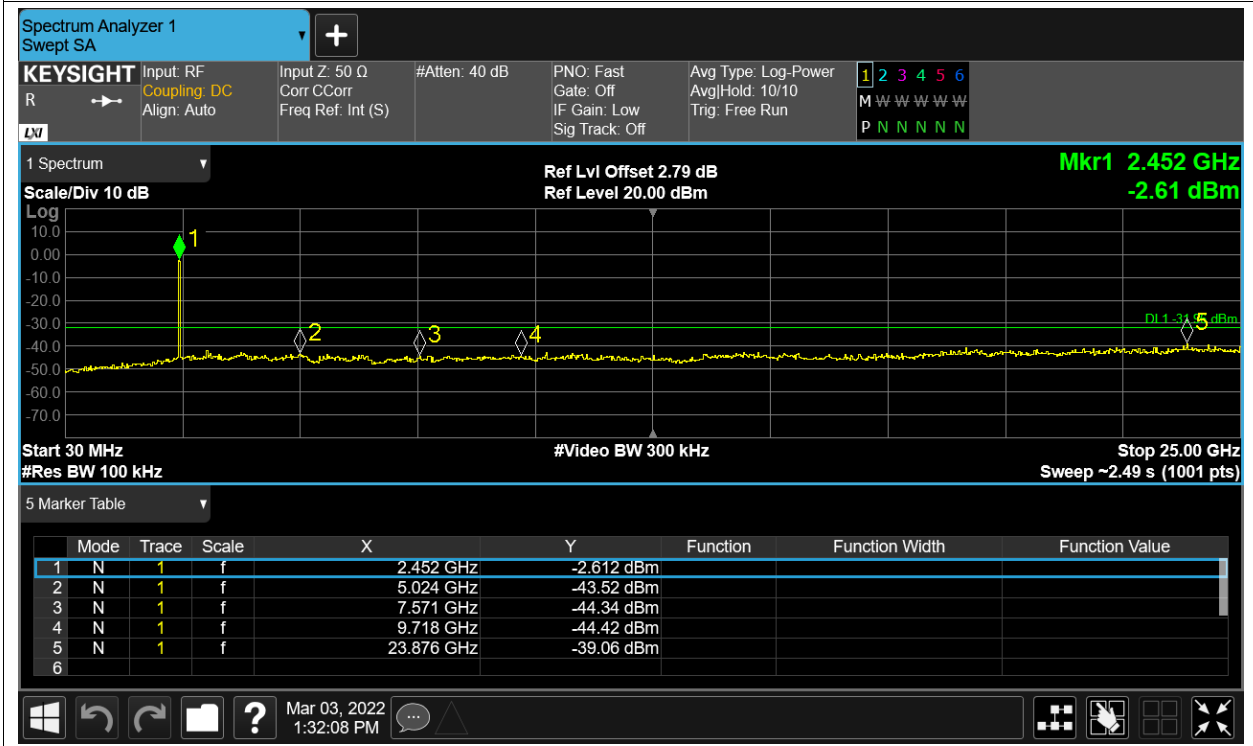 Spectrum Analyzer 1
Swept SA
+
KEYSIGHT Input: RF Input Z: 50 Ω #Atten: 40 dB PNO: Fast Avg Type: Log-Power 1 2 3 4 5 6
R Coupling: DC Corr CCorr Gate: Off Avg|Hold: 10/10 M W W W W W
Align: Auto Freq Ref: Int (S) IF Gain: Low Trig: Free Run
LXI Sig Track: Off P N N N N N
1 Spectrum Ref Lvl Offset 2.79 dB Mkr1 2.452 GHz
Scale/Div 10 dB Ref Level 20.00 dBm -2.61 dBm
Log
10.0
1
0.00
-10.0
-20.0
-30.0
DL1 dBm
2 3 4 5
-40.0
-50.0
-60.0
-70.0
Start 30 MHz #Video BW 300 kHz Stop 25.00 GHz
#Res BW 100 kHz Sweep ~2.49 s (1001 pts)
5 Marker Table
Mode Trace Scale X Y Function Function Width Function Value
1 N 1 f 2.452 GHz -2.612 dBm
2 N 1 f 5.024 GHz -43.52 dBm
3 N 1 f 7.571 GHz -44.34 dBm
4 N 1 f 9.718 GHz -44.42 dBm
5 N 1 f 23.876 GHz -39.06 dBm
6
? Mar 03, 2022
1:32:08 PM